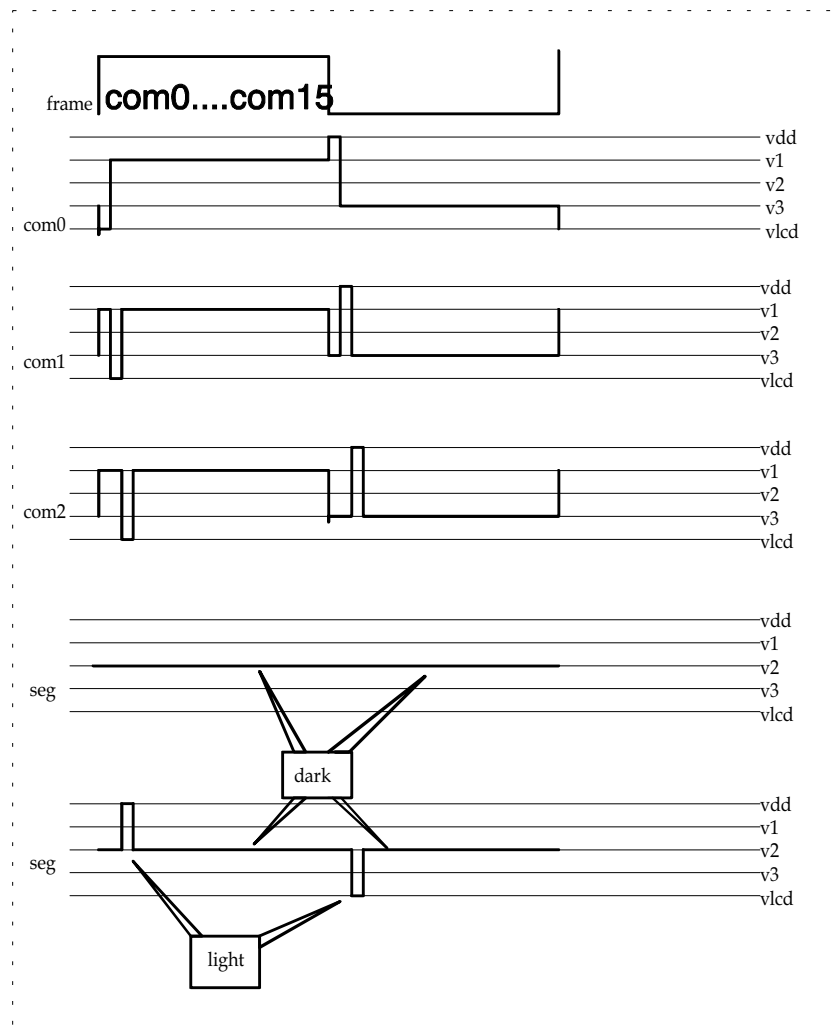 frame com0....com15
vdd
v1
v2
v3
com0
vlcd
vdd
v1
v2
com1
v3
vlcd
vdd
v1
v2
com2
v3
vlcd
vdd
v1
v2
seg
v3
vlcd
dark
vdd
v1
v2
seg
v3
vlcd
light